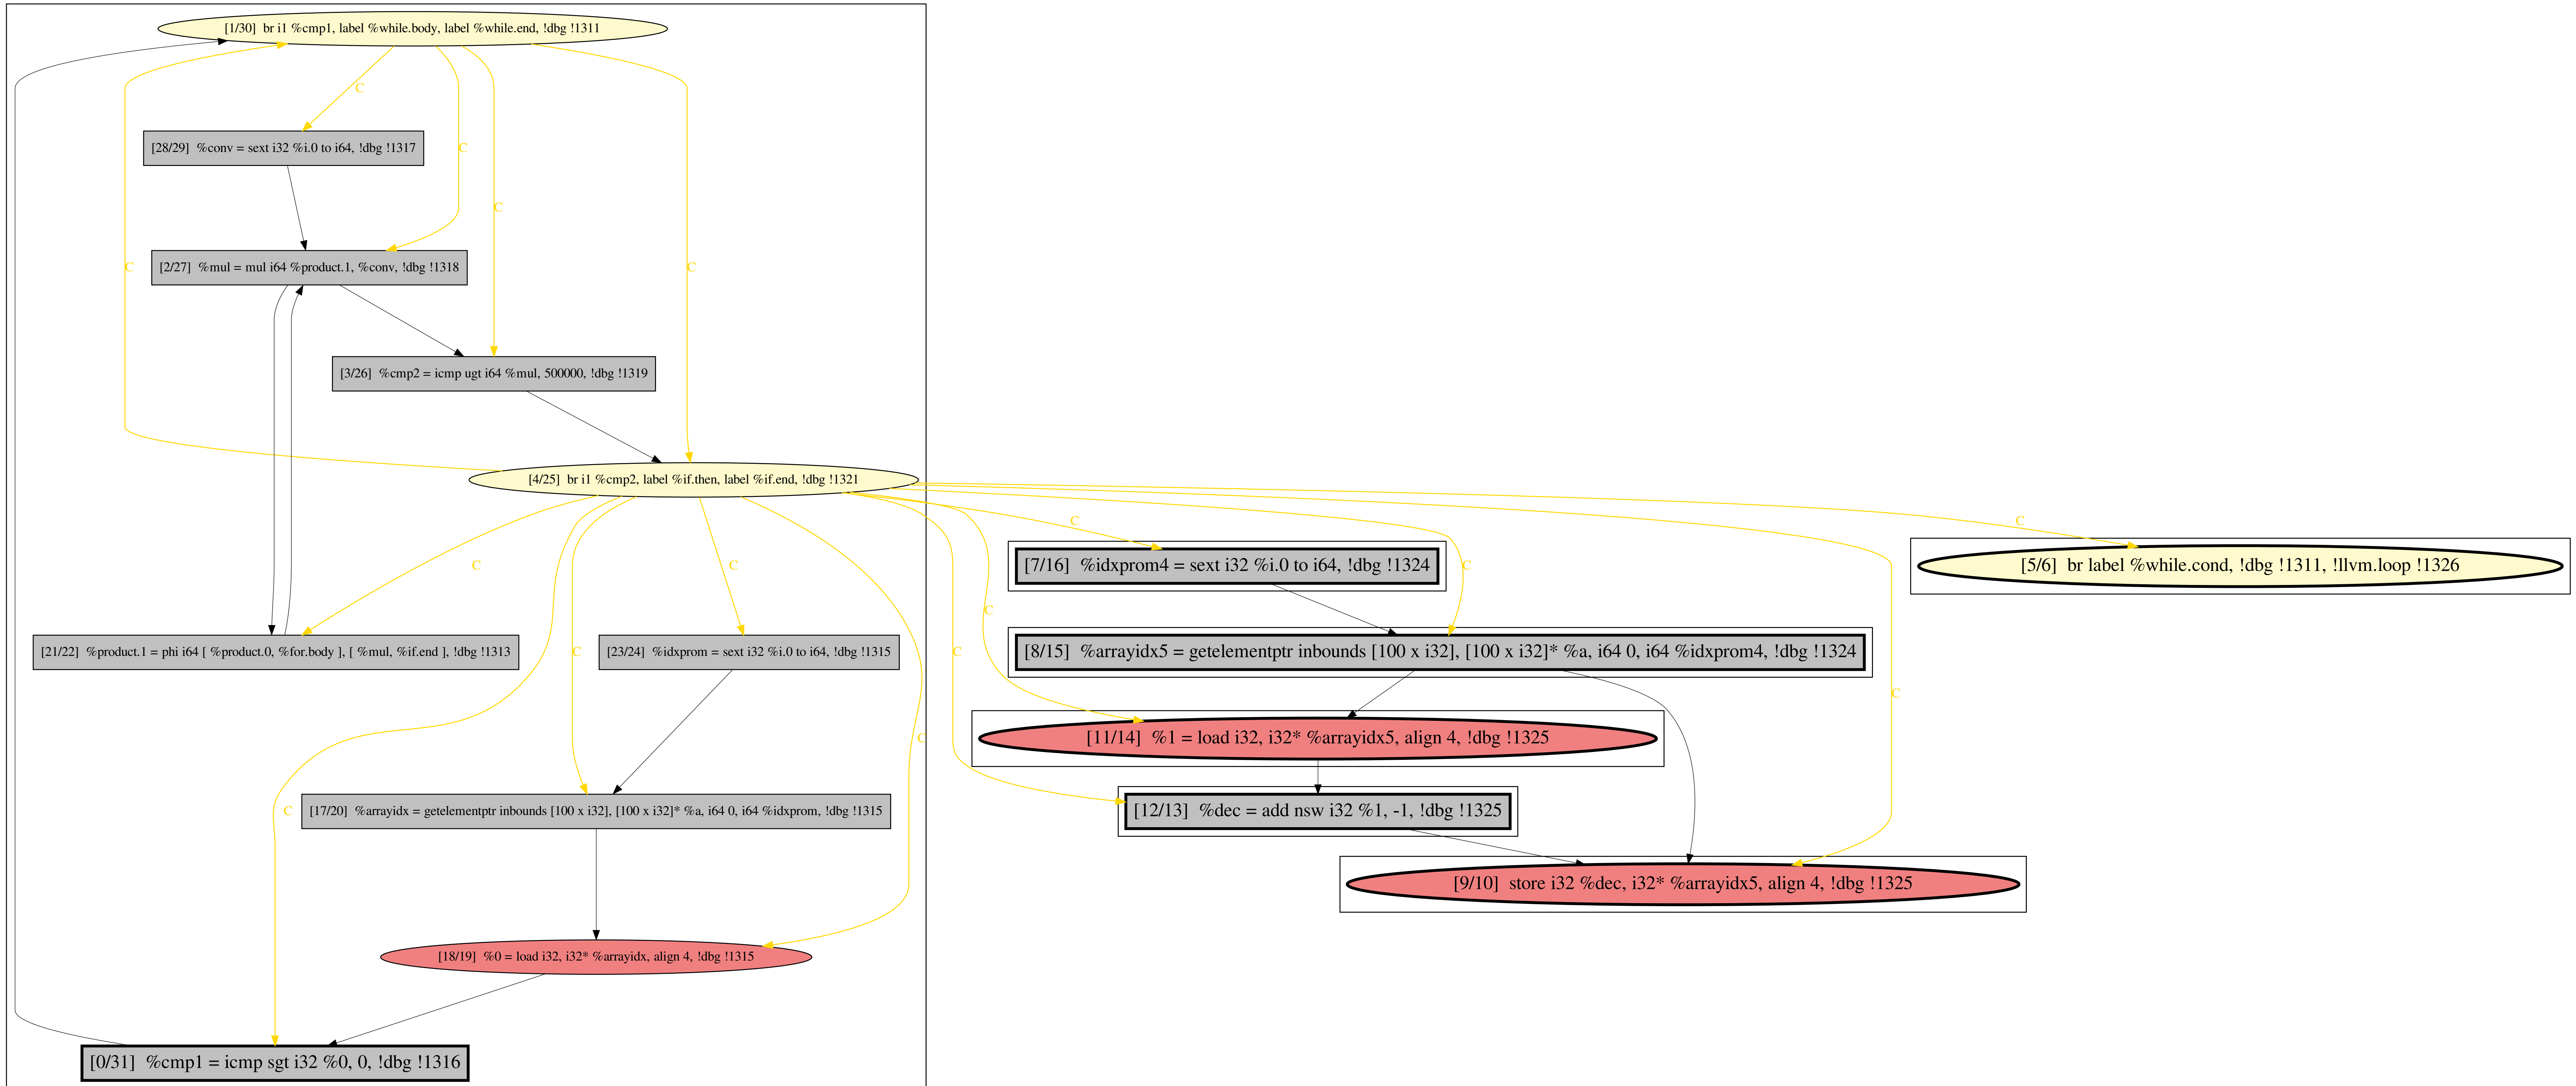 [1/30] br i1 %cmp1, label %while.body, label %while.end, !dbg !1311
C
[28/29] %conv = sext i32 %i.0 to i64, !dbg !1317
C
C
[2/27] %mul = mul i64 %product.1, %conv, !dbg !1318
C
C
[3/26] %cmp2 = icmp ugt i64 %mul, 500000, !dbg !1319
[4/25] br i1 %cmp2, label %if.then, label %if.end, !dbg !1321
C
C
C
C
[7/16] %idxprom4 = sext i32 %i.0 to i64, !dbg !1324
C
[5/6] br label %while.cond, !dbg !1311, !llvm.loop !1326
C
[21/22] %product.1 = phi i64 [ %product.0, %for.body ], [ %mul, %if.end ], !dbg !1313
C
[23/24] %idxprom = sext i32 %i.0 to i64, !dbg !1315
C
[8/15] %arrayidx5 = getelementptr inbounds [100 x i32], [100 x i32]* %a, i64 0, i64 %idxprom4, !dbg !1324
C
C
[11/14] %1 = load i32, i32* %arrayidx5, align 4, !dbg !1325
C
[17/20] %arrayidx = getelementptr inbounds [100 x i32], [100 x i32]* %a, i64 0, i64 %idxprom, !dbg !1315
[12/13] %dec = add nsw i32 %1, -1, !dbg !1325
[9/10] store i32 %dec, i32* %arrayidx5, align 4, !dbg !1325
[18/19] %0 = load i32, i32* %arrayidx, align 4, !dbg !1315
[0/31] %cmp1 = icmp sgt i32 %0, 0, !dbg !1316